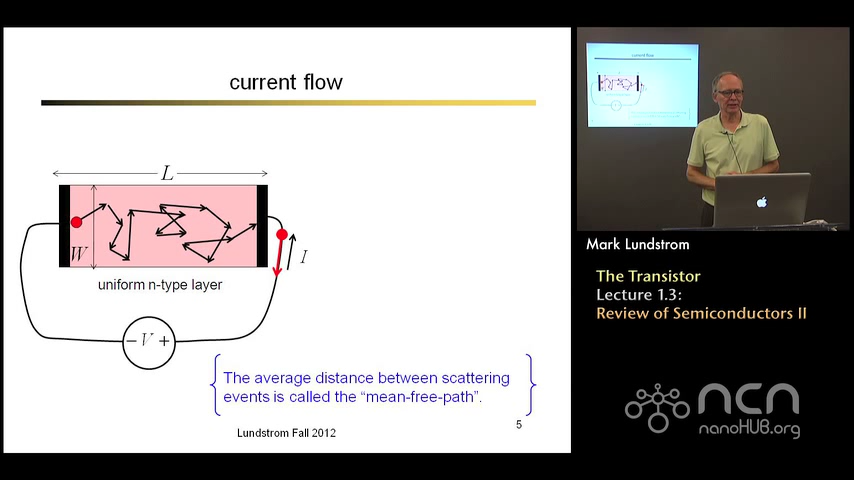 current flow
L
W
I
uniform n-type layer
− V +
The average distance between scattering
events is called the “mean-free-path”.
Lundstrom Fall 2012
5
Mark Lundstrom
The Transistor
Lecture 1.3:
Review of Semiconductors II
ncn
nanoHUB.org